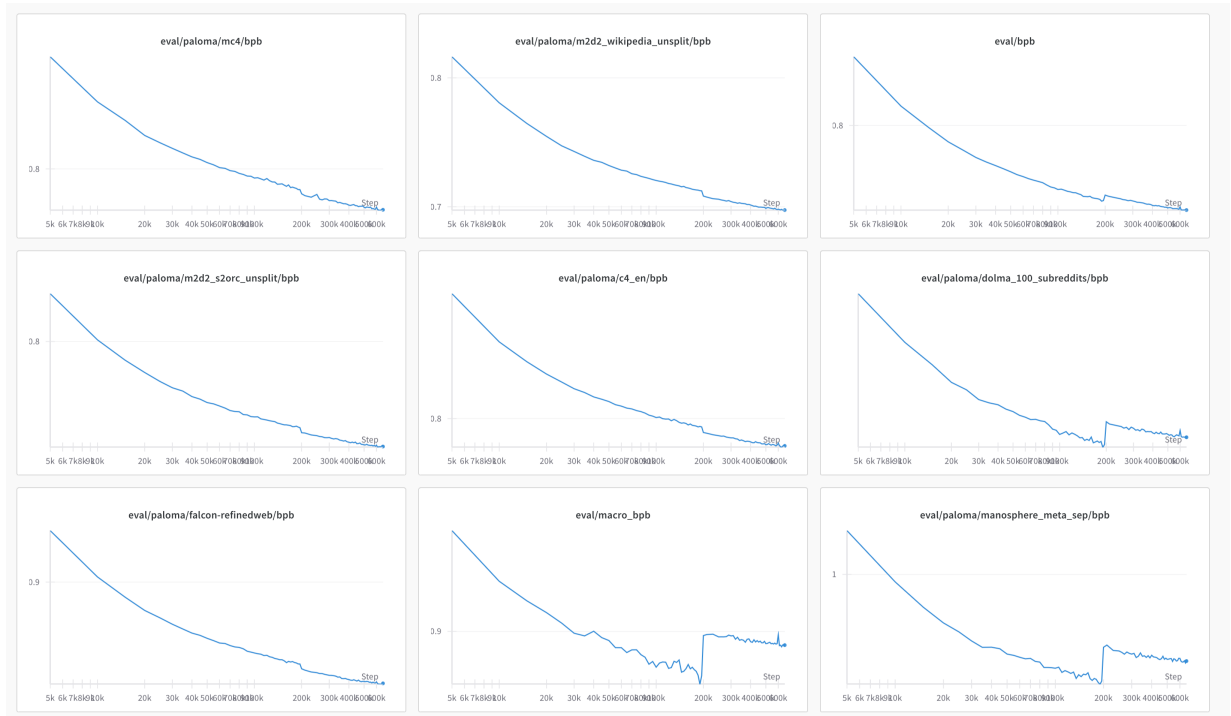 eval/paloma/mc4/bpb
0.8
Step
5k 6k 7k 8k 9k 10k 20k 30k 40k 50k 60k 70k 80k 90k 100k 200k 300k 400k 500k 600k
eval/paloma/m2d2_wikipedia_unsplit/bpb
0.8
0.7
Step
5k 6k 7k 8k 9k 10k 20k 30k 40k 50k 60k 70k 80k 90k 100k 200k 300k 400k 500k 600k
eval/bpb
0.8
Step
5k 6k 7k 8k 9k 10k 20k 30k 40k 50k 60k 70k 80k 90k 100k 200k 300k 400k 500k 600k
eval/paloma/m2d2_s2orc_unsplit/bpb
0.8
Step
5k 6k 7k 8k 9k 10k 20k 30k 40k 50k 60k 70k 80k 90k 100k 200k 300k 400k 500k 600k
eval/paloma/c4_en/bpb
0.8
Step
5k 6k 7k 8k 9k 10k 20k 30k 40k 50k 60k 70k 80k 90k 100k 200k 300k 400k 500k 600k
eval/paloma/dolma_100_subreddits/bpb
Step
5k 6k 7k 8k 9k 10k 20k 30k 40k 50k 60k 70k 80k 90k 100k 200k 300k 400k 500k 600k
eval/paloma/falcon-refinedweb/bpb
0.9
Step
5k 6k 7k 8k 9k 10k 20k 30k 40k 50k 60k 70k 80k 90k 100k 200k 300k 400k 500k 600k
eval/macro_bpb
0.9
Step
5k 6k 7k 8k 9k 10k 20k 30k 40k 50k 60k 70k 80k 90k 100k 200k 300k 400k 500k 600k
eval/paloma/manosphere_meta_sep/bpb
1
Step
5k 6k 7k 8k 9k 10k 20k 30k 40k 50k 60k 70k 80k 90k 100k 200k 300k 400k 500k 600k